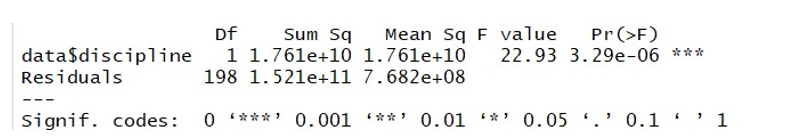 Df Sum Sq Mean Sq F value Pr(>F)
data$discipline 1 1.761e+10 1.761e+10 22.93 3.29e-06 ***
Residuals 198 1.521e+11 7.682e+08
---
Signif. codes: 0 ‘***’ 0.001 ‘**’ 0.01 ‘*’ 0.05 ‘.’ 0.1 ‘ ’ 1